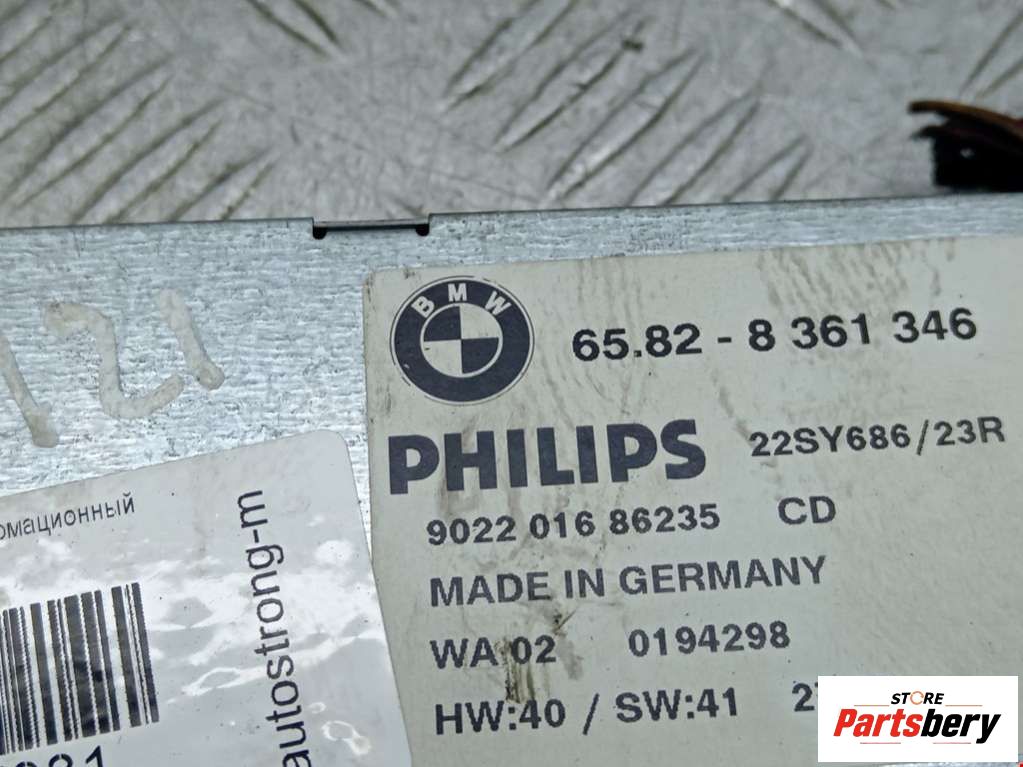 BMW
65.82 - 8 361 346
PHILIPS 22SY686/23R
9022 016 86235 CD
MADE IN GERMANY
WA:02 0194298
HW:40 / SW:41
121
autostrong-m
STORE
Partsbery